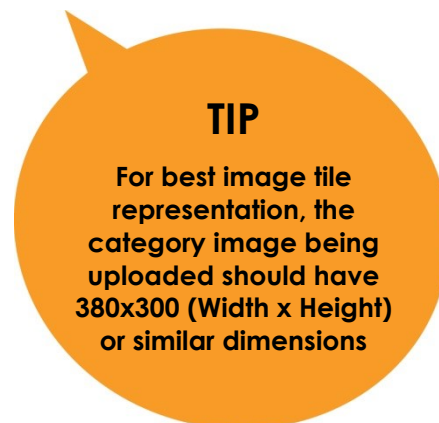 TIP
For best image tile
representation, the
category image being
uploaded should have
380x300 (Width x Height)
or similar dimensions